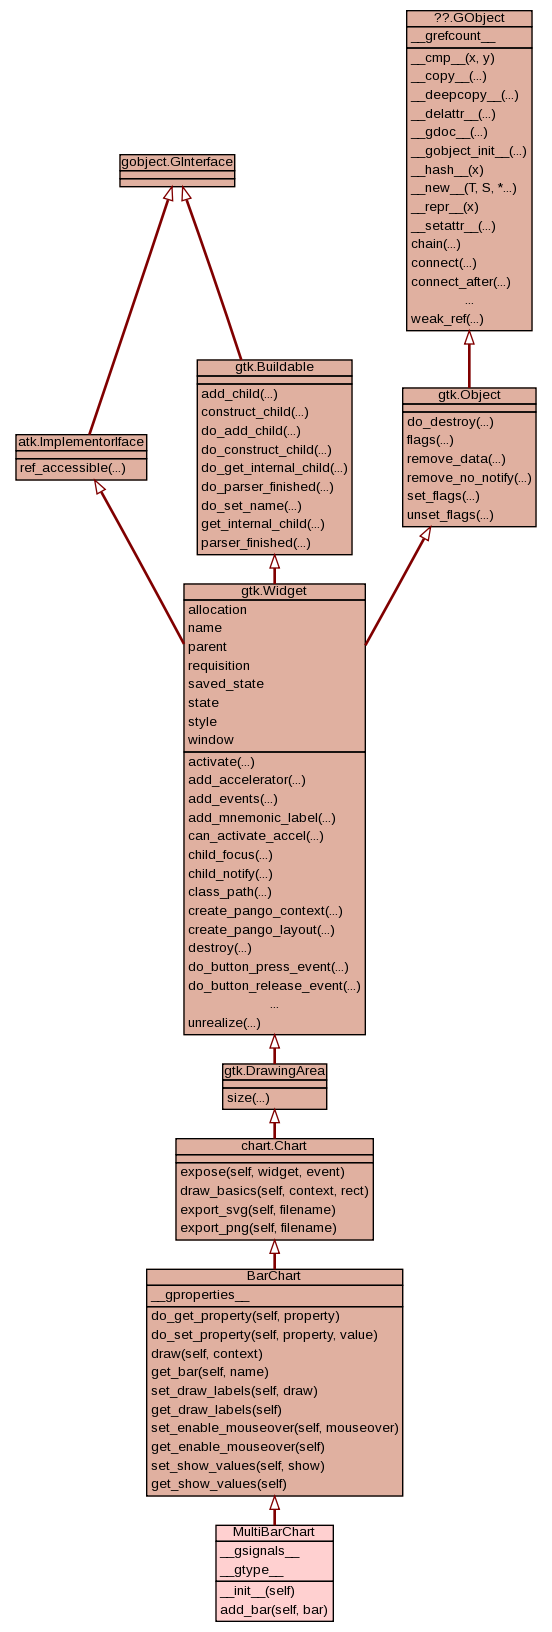 ??.GObject
__grefcount__
__cmp__(x, y)
__copy__(...)
__deepcopy__(...)
__delattr__(...)
__gdoc__(...)
__gobject_init__(...)
__hash__(x)
__new__(T, S, *...)
__repr__(x)
__setattr__(...)
chain(...)
connect(...)
connect_after(...)
...
weak_ref(...)
gobject.GInterface
gtk.Buildable
add_child(...)
construct_child(...)
do_add_child(...)
do_construct_child(...)
do_get_internal_child(...)
do_parser_finished(...)
do_set_name(...)
get_internal_child(...)
parser_finished(...)
gtk.Object
do_destroy(...)
flags(...)
remove_data(...)
remove_no_notify(...)
set_flags(...)
unset_flags(...)
atk.ImplementorIface
ref_accessible(...)
gtk.Widget
allocation
name
parent
requisition
saved_state
state
style
window
activate(...)
add_accelerator(...)
add_events(...)
add_mnemonic_label(...)
can_activate_accel(...)
child_focus(...)
child_notify(...)
class_path(...)
create_pango_context(...)
create_pango_layout(...)
destroy(...)
do_button_press_event(...)
do_button_release_event(...)
...
unrealize(...)
gtk.DrawingArea
size(...)
chart.Chart
expose(self, widget, event)
draw_basics(self, context, rect)
export_svg(self, filename)
export_png(self, filename)
BarChart
__gproperties__
do_get_property(self, property)
do_set_property(self, property, value)
draw(self, context)
get_bar(self, name)
set_draw_labels(self, draw)
get_draw_labels(self)
set_enable_mouseover(self, mouseover)
get_enable_mouseover(self)
set_show_values(self, show)
get_show_values(self)
MultiBarChart
__gsignals__
__gtype__
__init__(self)
add_bar(self, bar)